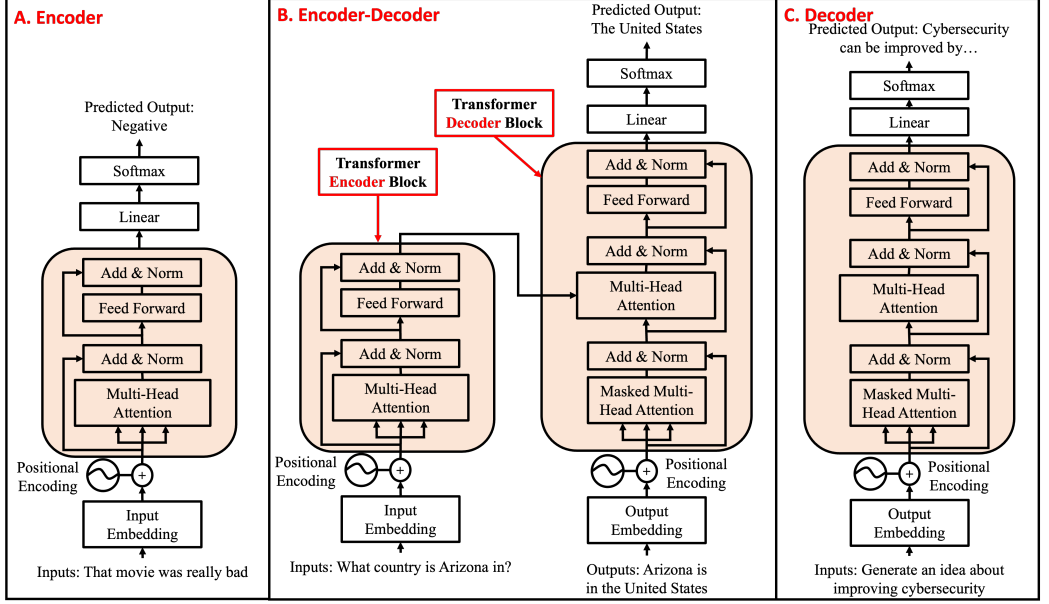 A. Encoder
Predicted Output:
Negative
Softmax
Linear
Add & Norm
Feed Forward
Add & Norm
Multi-Head
Attention
Positional
Encoding
+
Input
Embedding
Inputs: That movie was really bad
B. Encoder-Decoder
Transformer
Encoder Block
Add & Norm
Feed Forward
Add & Norm
Multi-Head
Attention
Positional
Encoding
+
Input
Embedding
Inputs: What country is Arizona in?
Predicted Output:
The United States
Softmax
Linear
Transformer
Decoder Block
Add & Norm
Feed Forward
Add & Norm
Multi-Head
Attention
Add & Norm
Masked Multi-
Head Attention
+
Positional
Encoding
Output
Embedding
Outputs: Arizona is
in the United States
C. Decoder
Predicted Output: Cybersecurity
can be improved by…
Softmax
Linear
Add & Norm
Feed Forward
Add & Norm
Multi-Head
Attention
Add & Norm
Masked Multi-
Head Attention
+
Positional
Encoding
Output
Embedding
Inputs: Generate an idea about
improving cybersecurity